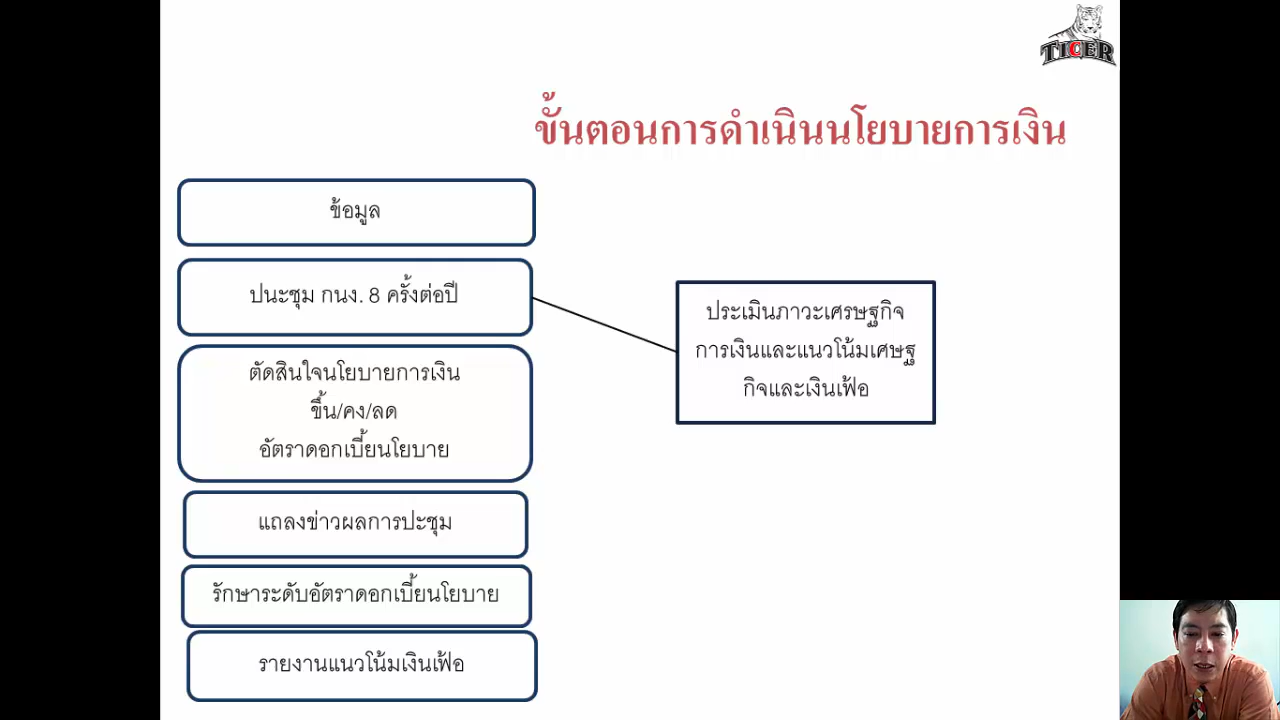 TIGER
ขั้นตอนการดำเนินนโยบายการเงิน
ข้อมูล
ปนะชุม กนง. 8 ครั้งต่อปี
ประเมินภาวะเศรษฐกิจ
การเงินและแนวโน้มเศษฐ
กิจและเงินเฟ้อ
ตัดสินใจนโยบายการเงิน
ขึ้น/คง/ลด
อัตราดอกเบี้ยนโยบาย
แถลงข่าวผลการปะชุม
รักษาระดับอัตราดอกเบี้ยนโยบาย
รายงานแนวโน้มเงินเฟ้อ